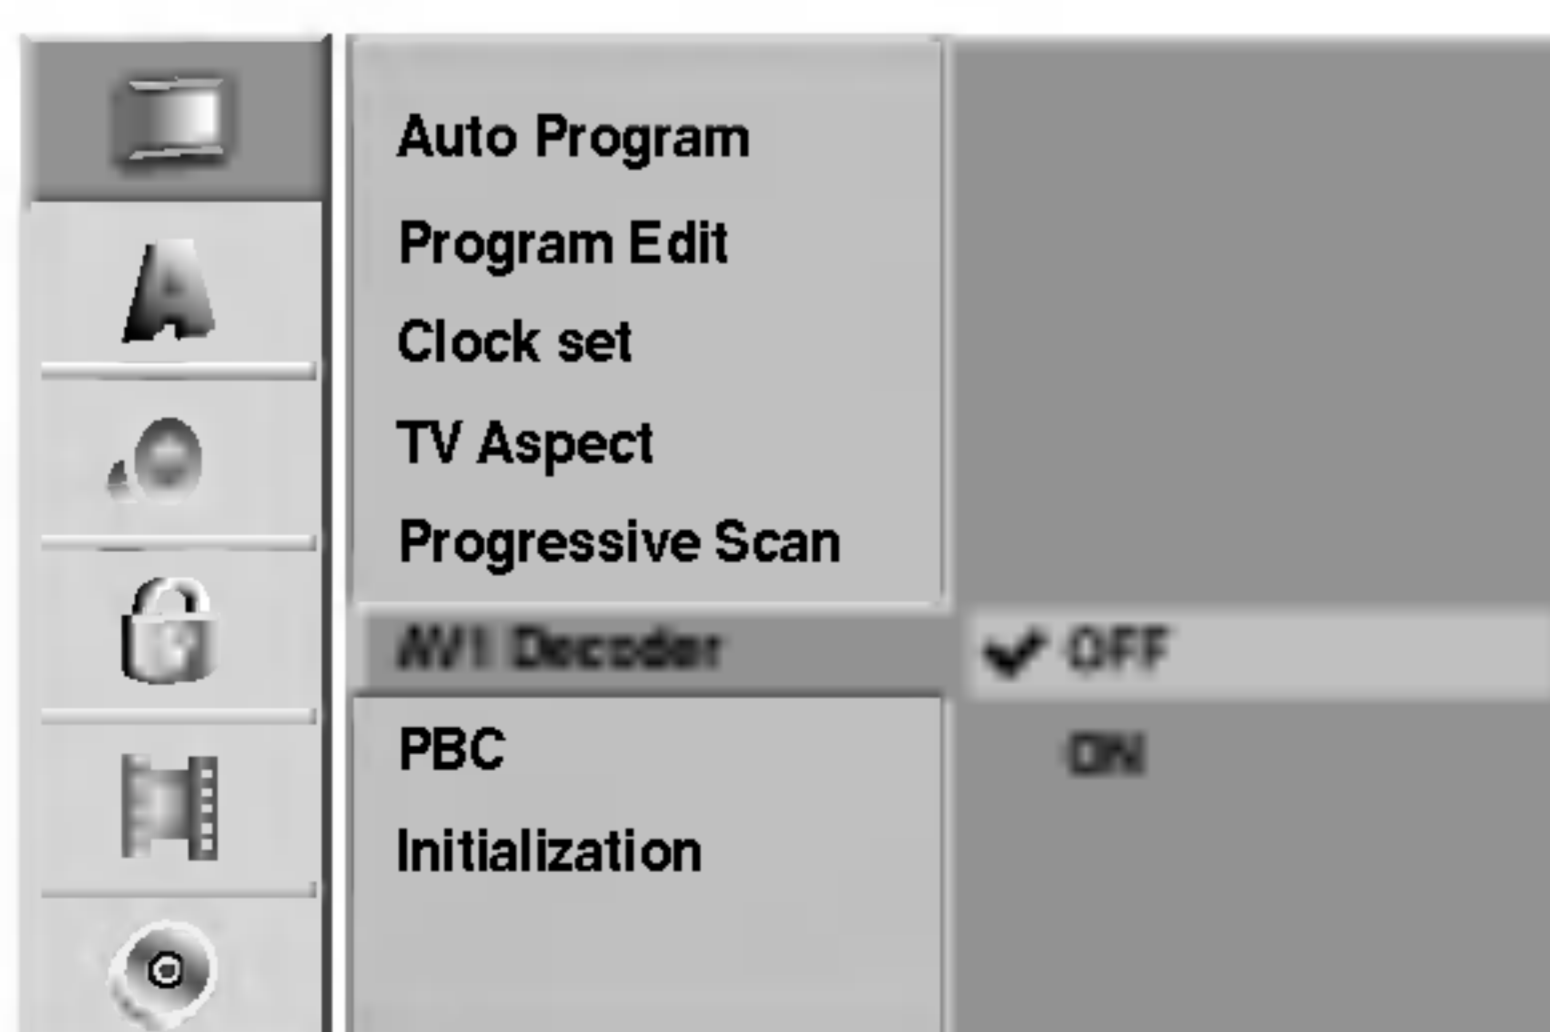 A
Auto Program
Program Edit
Clock set
TV Aspect
Progressive Scan
AV1 Decoder
OFF
ON
PBC
Initialization